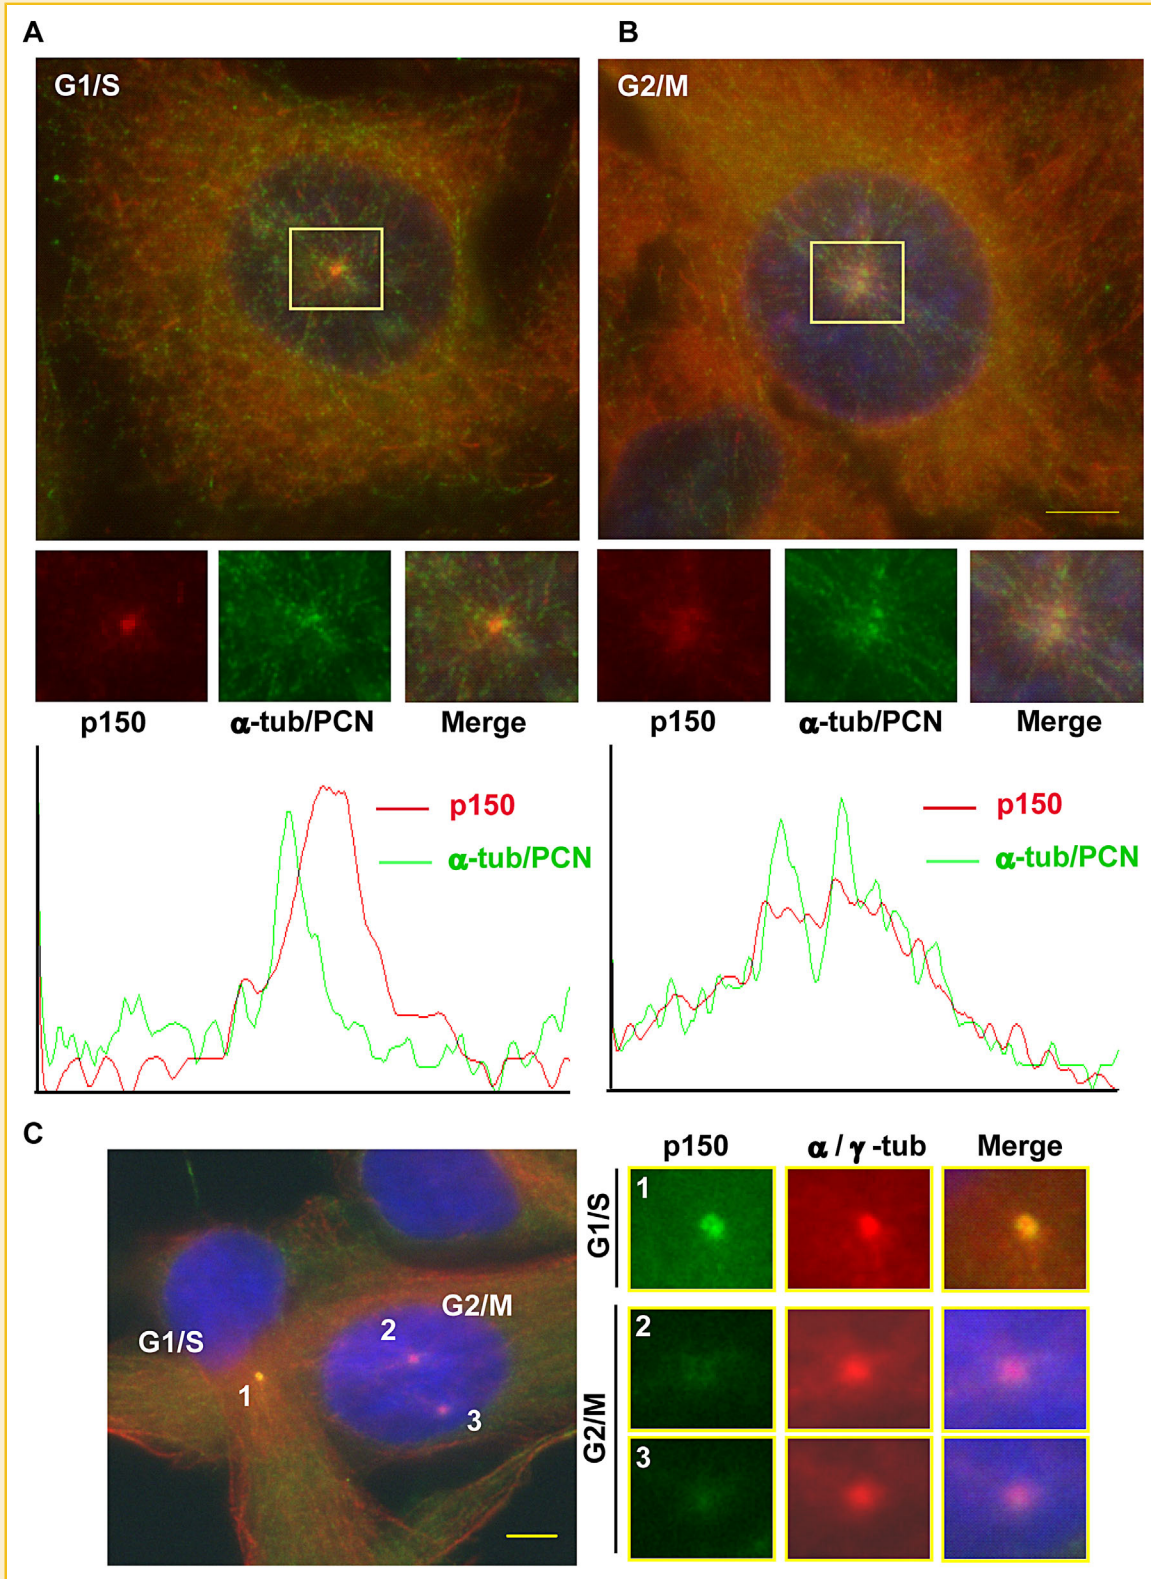 A
B
G1/S
G2/M
p150
α-tub/PCN
Merge
p150
α-tub/PCN
Merge
p150
α-tub/PCN
p150
α-tub/PCN
C
p150
α / γ -tub
Merge
G1/S
G2/M
1
2
3
G1/S
1
G2/M
2
3